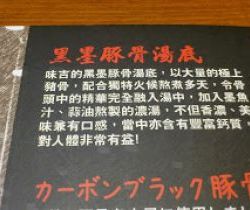 黑墨豚骨湯底
味吉的黑墨豚骨湯底，以大量的極上
豬骨，配合獨特火候熬煮多天，令骨
頭中的精華完全融入湯中，加入墨魚
汁、蒜油熬製的濃湯，不但香濃、美
味兼有口感，當中亦含有豐富鈣質，
對人體非常有益！
カーボンブラック豚骨